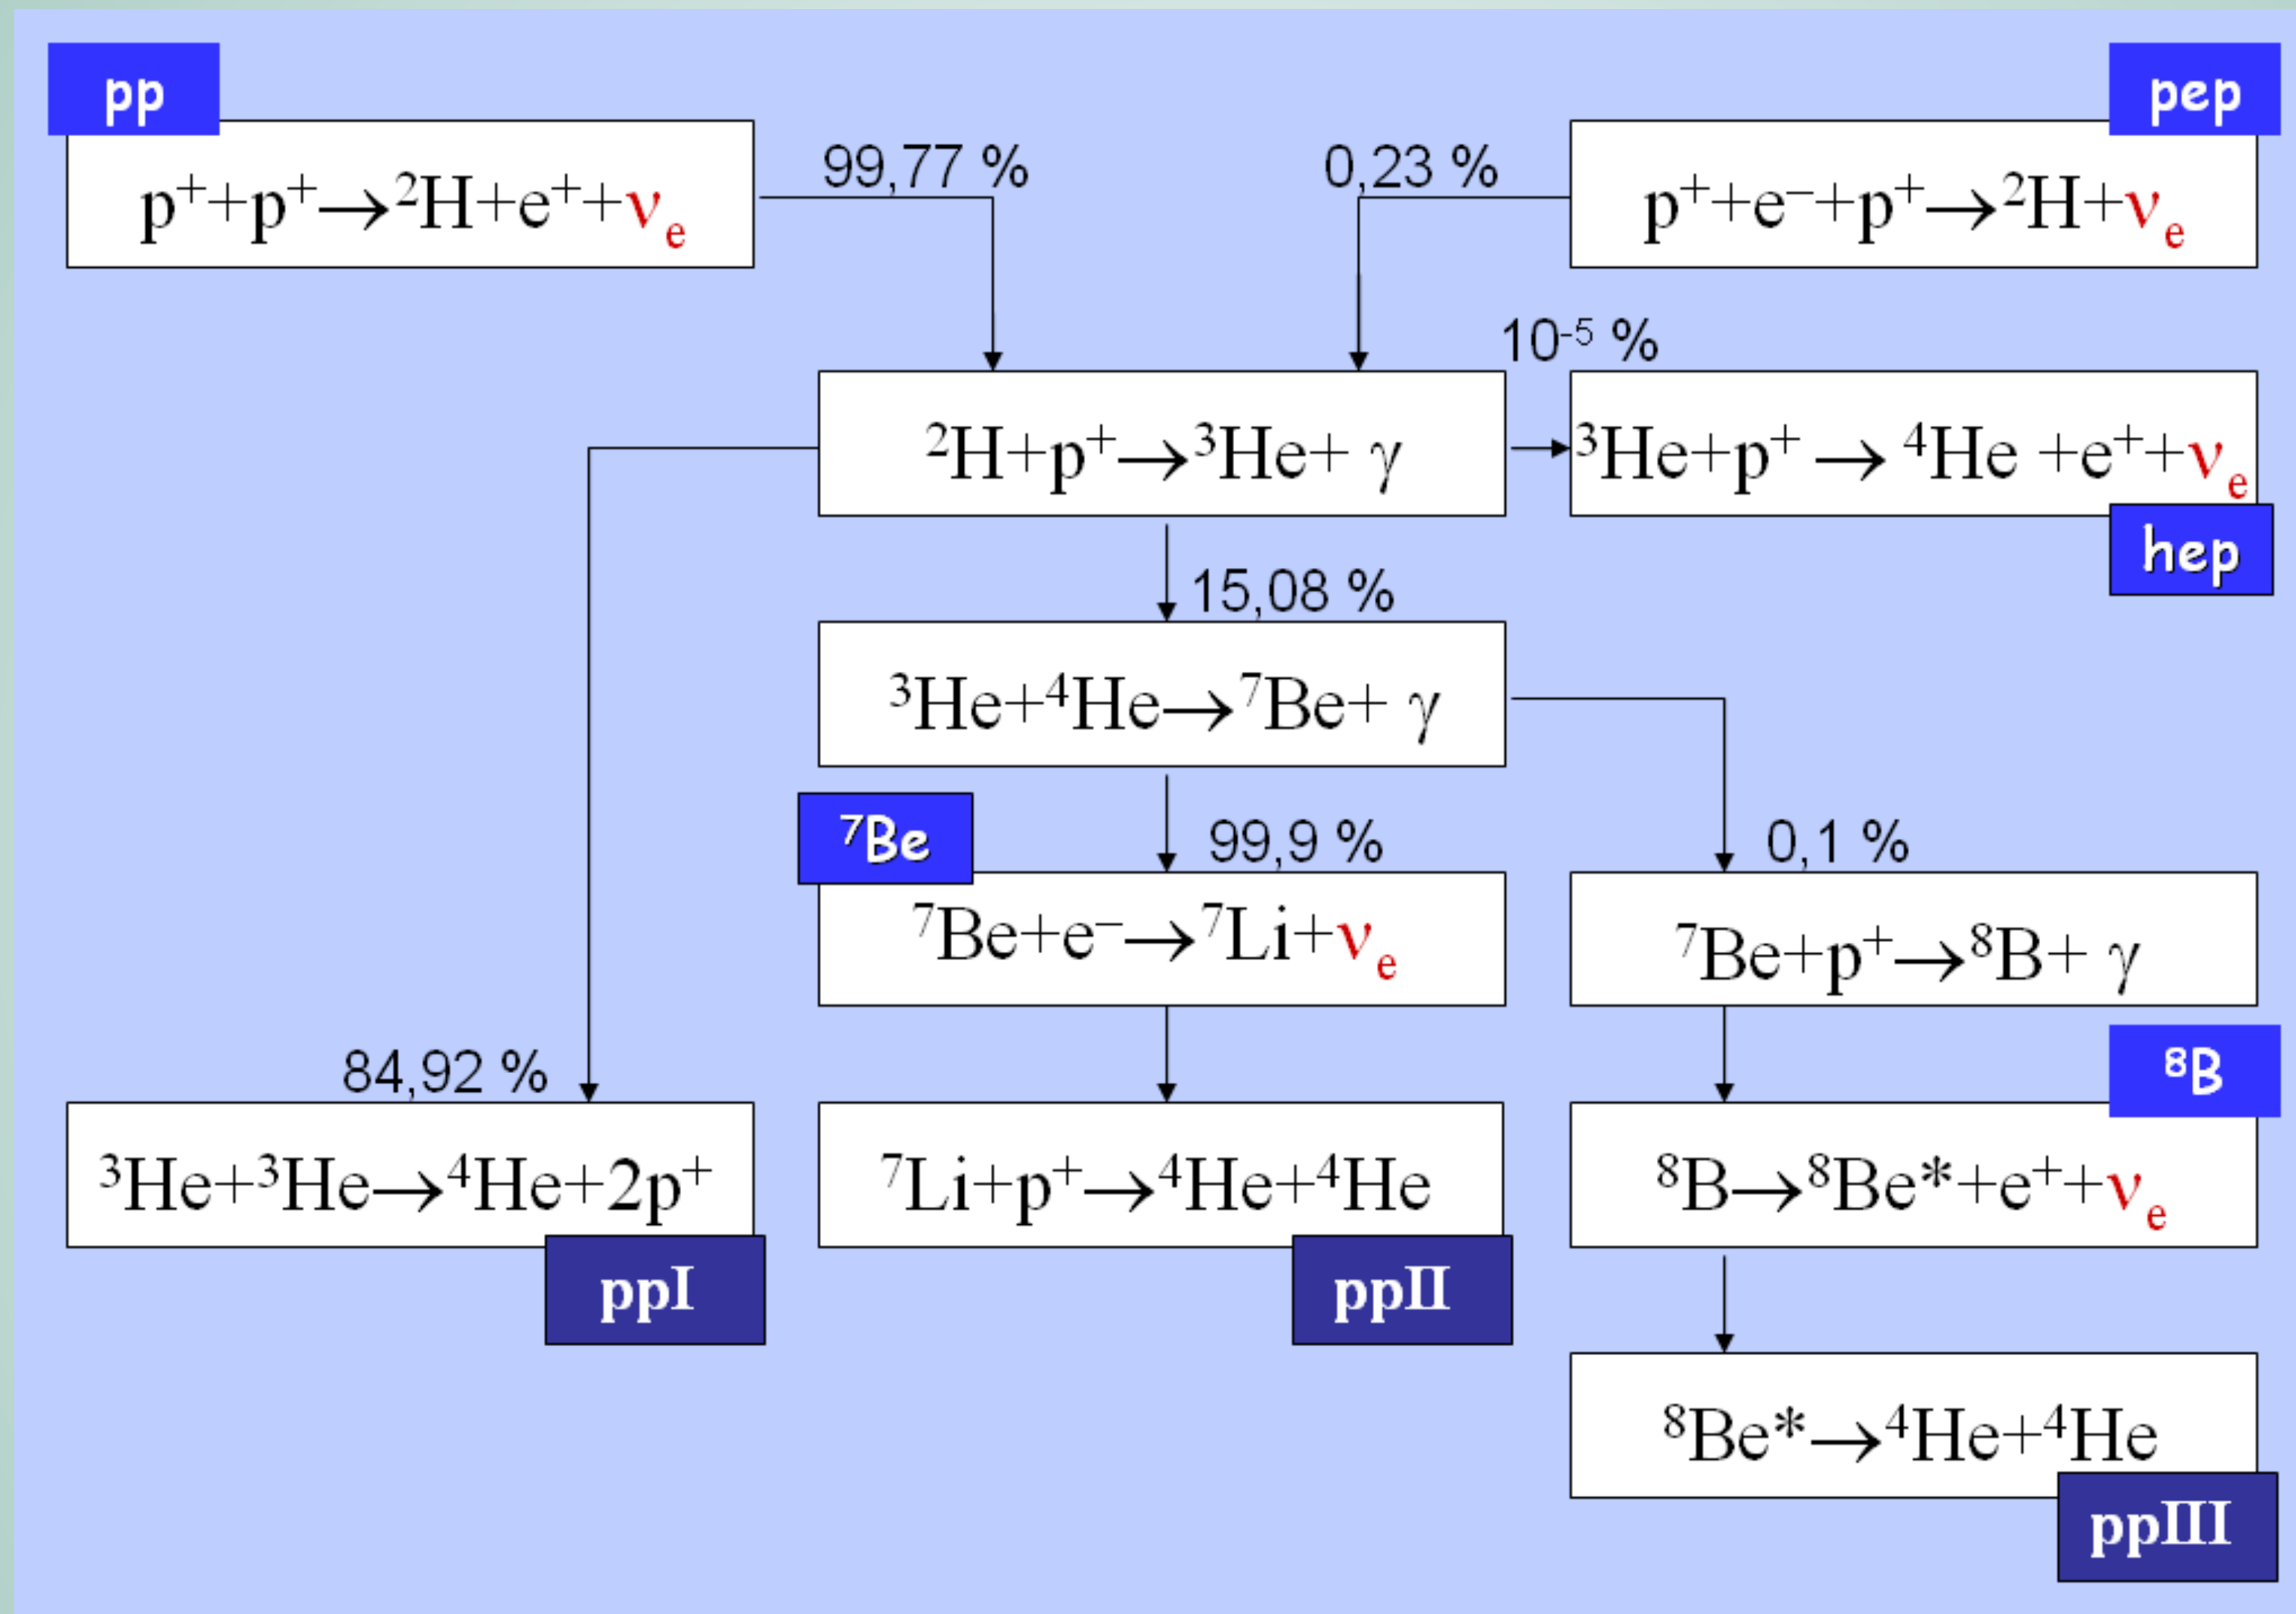 pp
pep
99,77 %
0,23 %
p⁺+p⁺→²H+e⁺+νₑ
p⁺+e⁻+p⁺→²H+νₑ
10⁻⁵ %
²H+p⁺→³He+ γ
³He+p⁺ → ⁴He +e⁺+νₑ
hep
15,08 %
³He+⁴He→⁷Be+ γ
⁷Be
99,9 %
0,1 %
⁷Be+e⁻→⁷Li+νₑ
⁷Be+p⁺→⁸B+ γ
84,92 %
⁸B
³He+³He→⁴He+2p⁺
⁷Li+p⁺→⁴He+⁴He
⁸B→⁸Be*+e⁺+νₑ
ppI
ppII
⁸Be*→⁴He+⁴He
ppIII